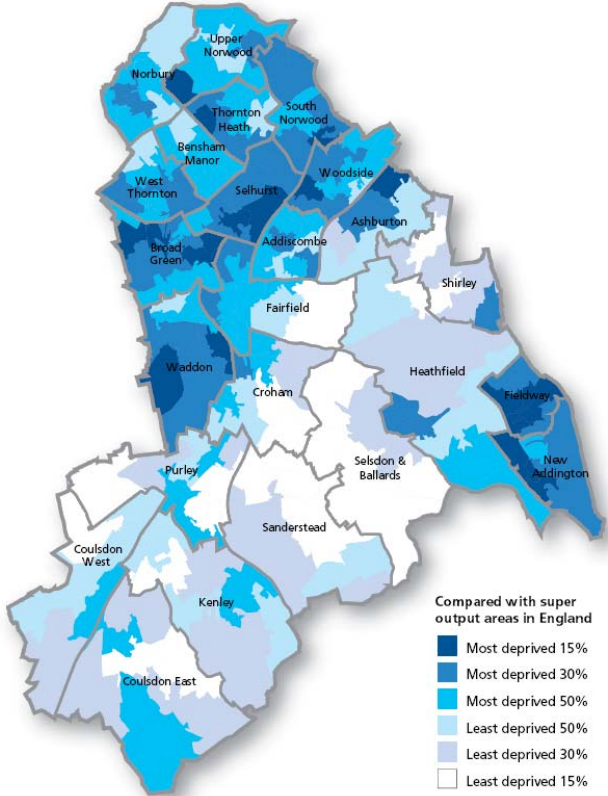 Upper
Norwood
Norbury
Thornton
Heath
South
Norwood
Bensham
Manor
West
Thornton
Selhurst
Woodside
Ashburton
Broad
Green
Addiscombe
Shirley
Fairfield
Waddon
Heathfield
Croham
Fieldway
New
Addington
Purley
Selsdon &
Ballards
Sanderstead
Coulsdon
West
Kenley
Coulsdon East
Compared with super
output areas in England
Most deprived 15%
Most deprived 30%
Most deprived 50%
Least deprived 50%
Least deprived 30%
Least deprived 15%